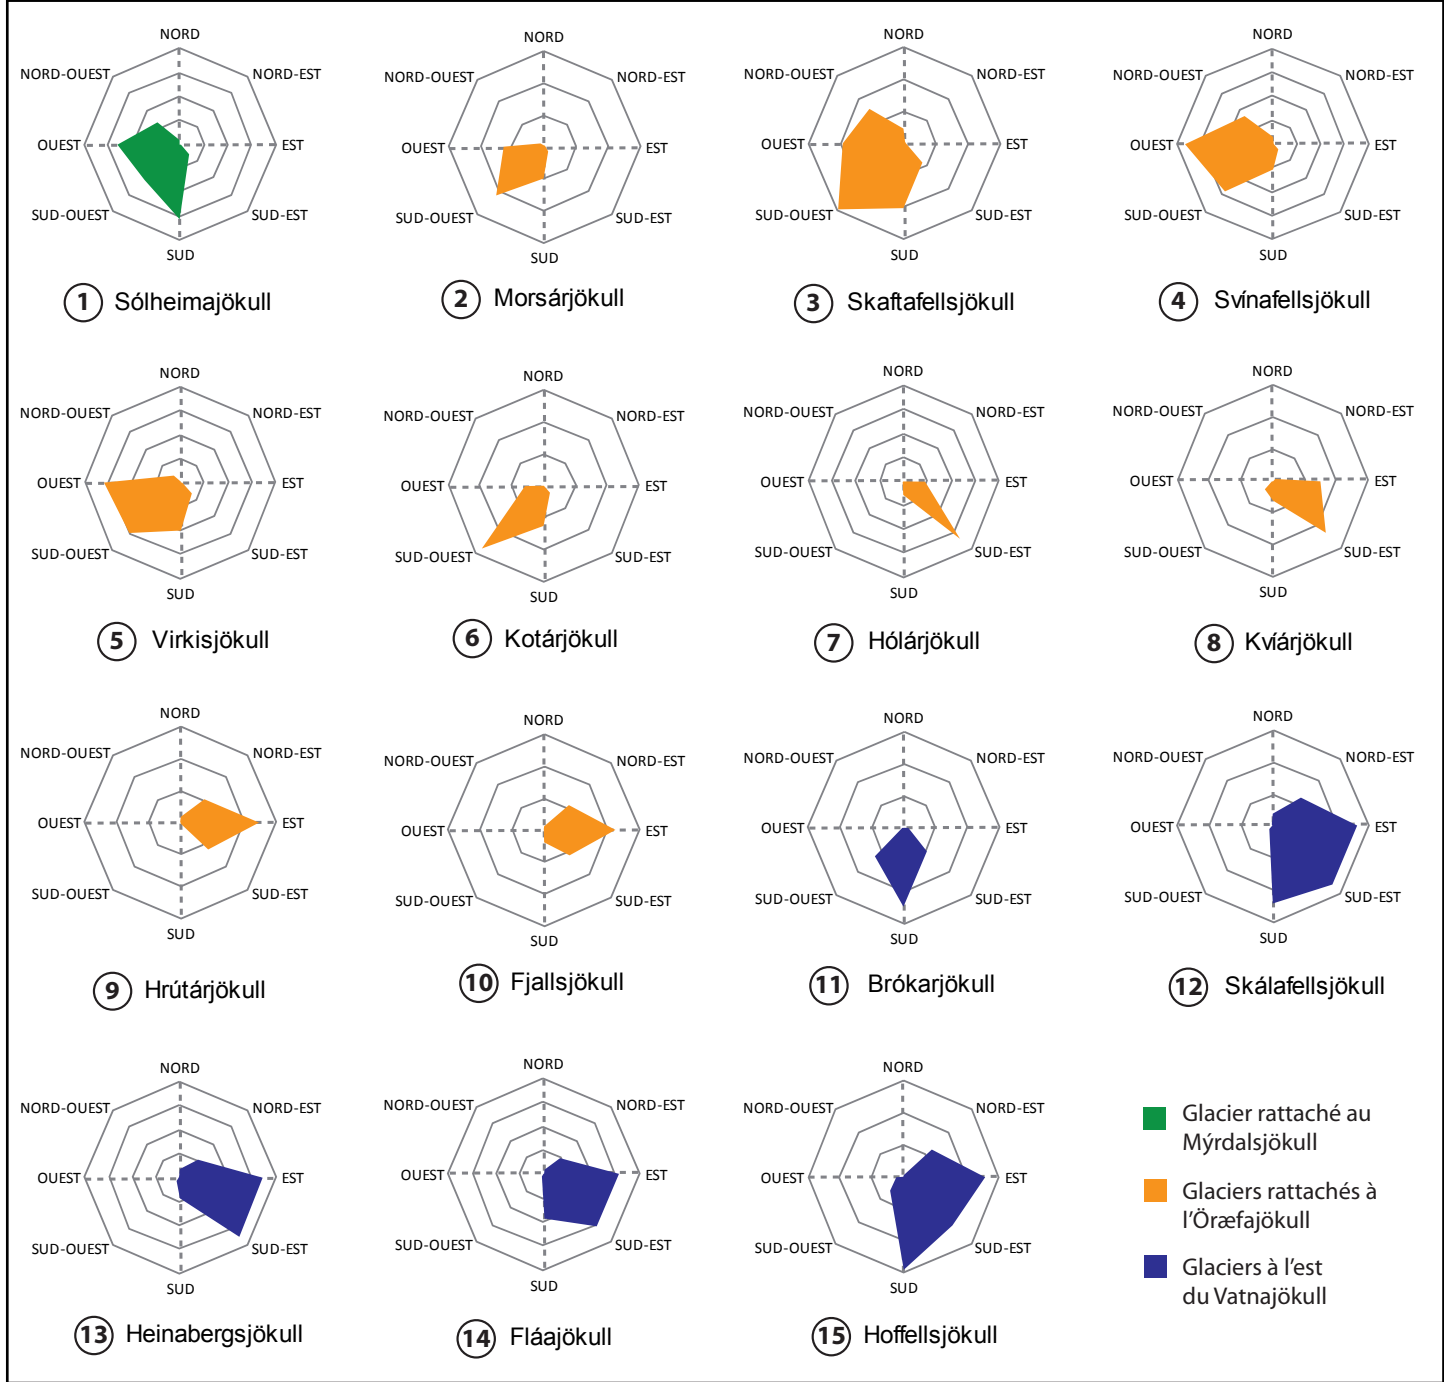 NORD
NORD-OUEST
NORD-EST
OUEST
EST
SUD-OUEST
SUD-EST
SUD
1 Sólheimajökull
NORD
NORD-OUEST
NORD-EST
OUEST
EST
SUD-OUEST
SUD-EST
SUD
2 Morsárjökull
NORD
NORD-OUEST
NORD-EST
OUEST
EST
SUD-OUEST
SUD-EST
SUD
3 Skaftafellsjökull
NORD
NORD-OUEST
NORD-EST
OUEST
EST
SUD-OUEST
SUD-EST
SUD
4 Svínafellsjökull
NORD
NORD-OUEST
NORD-EST
OUEST
EST
SUD-OUEST
SUD-EST
SUD
5 Virkisjökull
NORD
NORD-OUEST
NORD-EST
OUEST
EST
SUD-OUEST
SUD-EST
SUD
6 Kotárjökull
NORD
NORD-OUEST
NORD-EST
OUEST
EST
SUD-OUEST
SUD-EST
SUD
7 Hólárjökull
NORD
NORD-OUEST
NORD-EST
OUEST
EST
SUD-OUEST
SUD-EST
SUD
8 Kvíárjökull
NORD
NORD-OUEST
NORD-EST
OUEST
EST
SUD-OUEST
SUD-EST
SUD
9 Hrútárjökull
NORD
NORD-OUEST
NORD-EST
OUEST
EST
SUD-OUEST
SUD-EST
SUD
10 Fjallsjökull
NORD
NORD-OUEST
NORD-EST
OUEST
EST
SUD-OUEST
SUD-EST
SUD
11 Brókarjökull
NORD
NORD-OUEST
NORD-EST
OUEST
EST
SUD-OUEST
SUD-EST
SUD
12 Skálafellsjökull
NORD
NORD-OUEST
NORD-EST
OUEST
EST
SUD-OUEST
SUD-EST
SUD
13 Heinabergsjökull
NORD
NORD-OUEST
NORD-EST
OUEST
EST
SUD-OUEST
SUD-EST
SUD
14 Fláajökull
NORD
NORD-OUEST
NORD-EST
OUEST
EST
SUD-OUEST
SUD-EST
SUD
15 Hoffellsjökull
Glacier rattaché au
Mýrdalsjökull
Glaciers rattachés à
l'Öræfajökull
Glaciers à l'est
du Vatnajökull